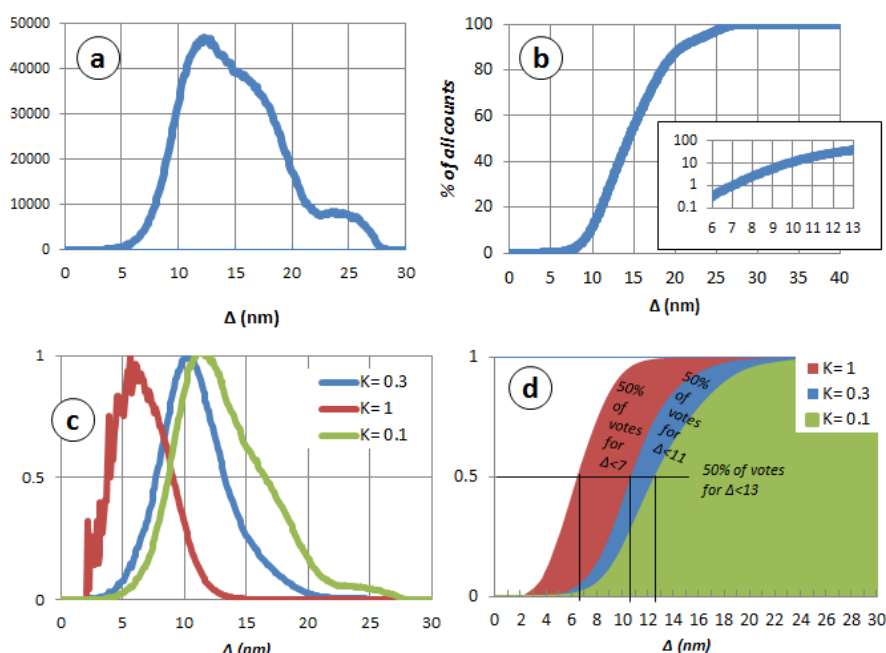 50000
40000
30000
20000
10000
0
0 5 10 15 20 25 30
Δ (nm)
a
% of all counts
100
80
60
40
20
0
0 10 20 30 40
Δ (nm)
b
100
10
1
0.1
6 7 8 9 10 11 12 13
1
0.5
0
0 5 10 15 20 25 30
Δ (nm)
c
K= 0.3
K= 1
K= 0.1
1
0.5
0
0 2 4 6 8 10 12 14 16 18 20 22 24 26 28 30
Δ (nm)
d
50%
of
votes
for
Δ<7
50%
of
votes
for
Δ<11
50% of votes
for Δ<13
K= 1
K= 0.3
K= 0.1